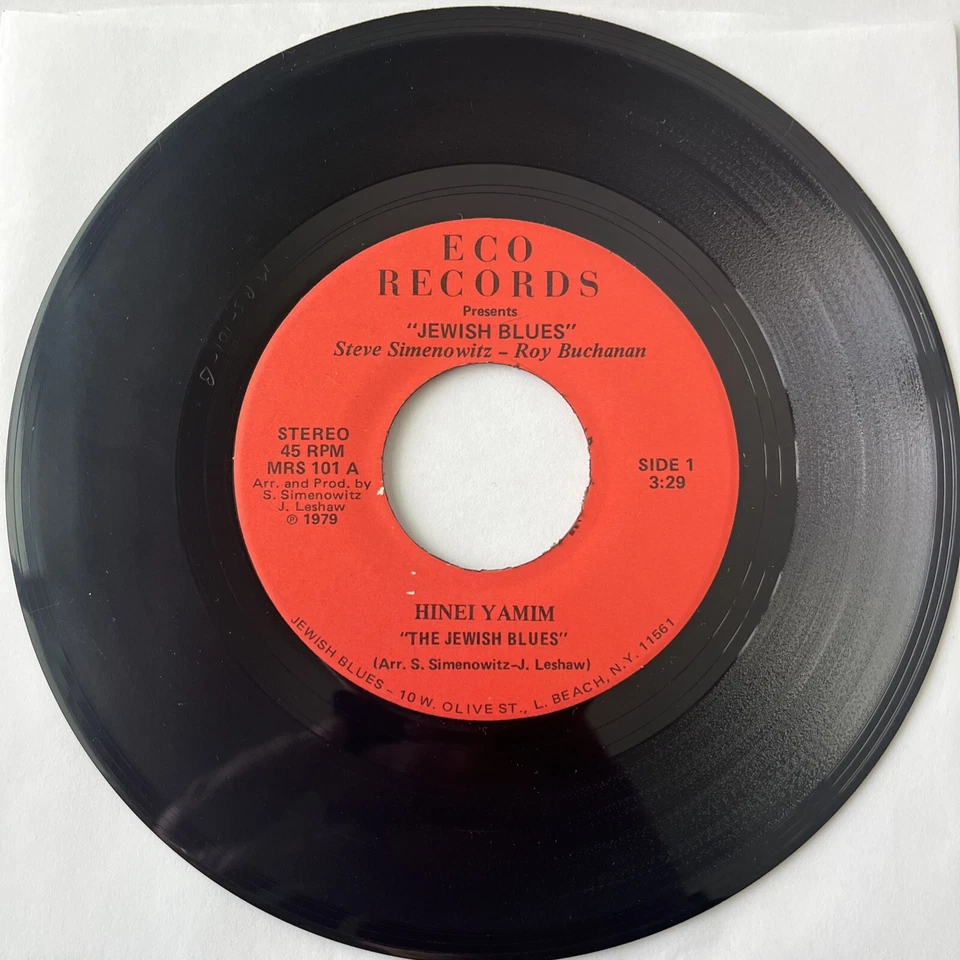 ECO
RECORDS
Presents
"JEWISH BLUES"
Steve Simenowitz – Roy Buchanan
STEREO
45 RPM
MRS 101 A
Arr. and Prod. by
S. Simenowitz
J. Leshaw
℗ 1979
SIDE 1
3:29
HINEI YAMIM
"THE JEWISH BLUES"
(Arr. S. Simenowitz–J. Leshaw)
JEWISH BLUES – 10 W. OLIVE ST., L. BEACH, N.Y. 11561